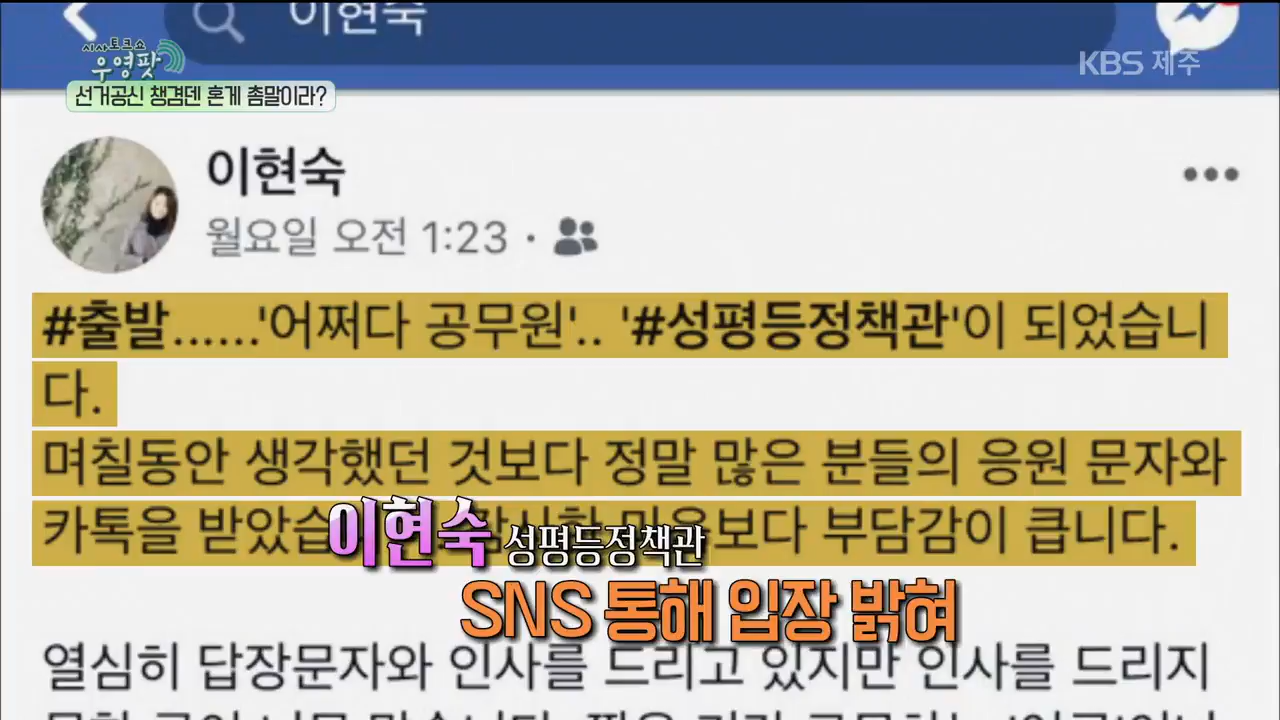 이현숙
시사토크쇼
우영팟
KBS 제주
선거공신 챙겸덴 혼게 촘말이라?
이현숙
월요일 오전 1:23 ·
#출발......'어쩌다 공무원'.. '#성평등정책관'이 되었습니
다.
며칠동안 생각했던 것보다 정말 많은 분들의 응원 문자와
카톡을 받았습 보다 부담감이 큽니다.
이현숙 성평등정책관
SNS 통해 입장 밝혀
열심히 답장문자와 인사를 드리고 있지만 인사를 드리지